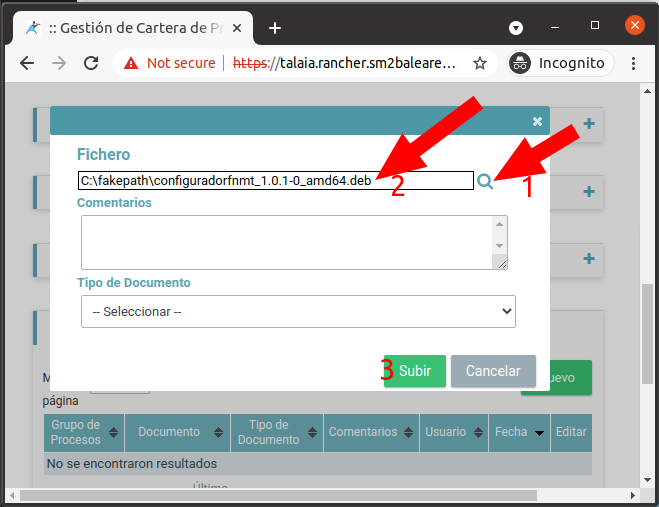 :: Gestión de Cartera de Pr
Not secure | https://talaia.rancher.sm2baleare…
Incognito
Fichero
C:\fakepath\configuradorfnmt_1.0.1-0_amd64.deb
2
1
Comentarios
Tipo de Documento
-- Seleccionar --
3
Subir
Cancelar
uevo
página
Grupo de Procesos
Documento
Tipo de Documento
Comentarios
Usuario
Fecha
Editar
No se encontraron resultados
Último